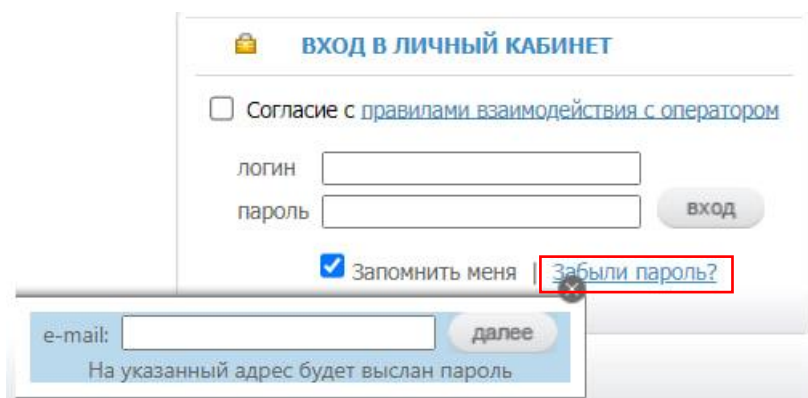 ВХОД В ЛИЧНЫЙ КАБИНЕТ
Согласие с правилами взаимодействия с оператором
логин
пароль вход
Запомнить меня | Забыли пароль?
e-mail: далее
На указанный адрес будет выслан пароль